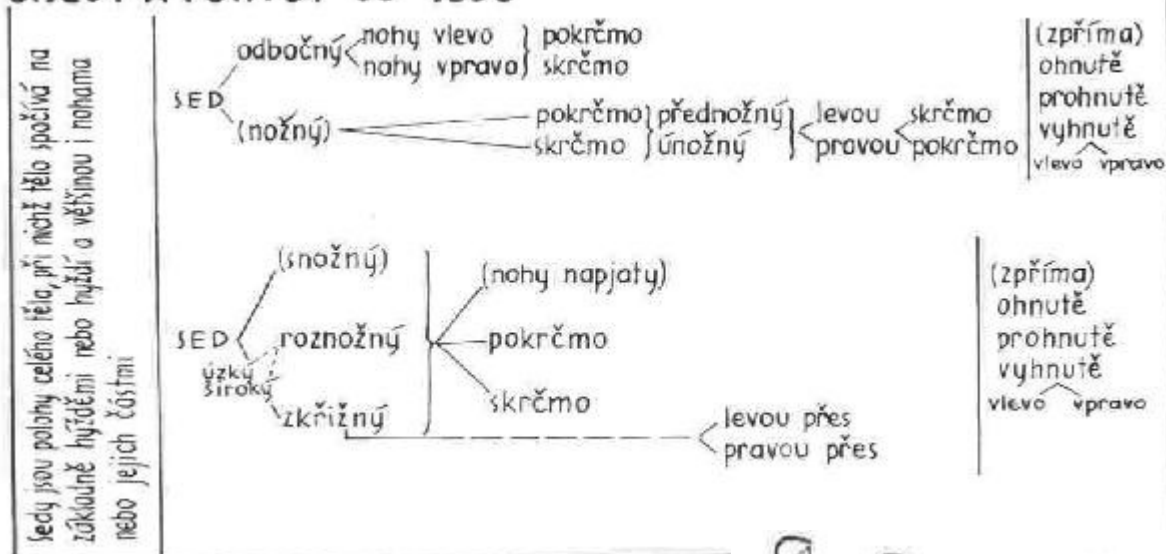 Sedy jsou polohy celého těla, při nichž tělo spočívá na
základně hýžděmi nebo hýždí a většinou i nohama
nebo jejich částmi
SED
odbočný
nohy vlevo
nohy vpravo
pokrčmo
skrčmo
(nožný)
pokrčmo
skrčmo
přednožný
únožný
levou
pravou
skrčmo
pokrčmo
(zpříma)
ohnutě
prohnutě
vyhnutě
vlevo vpravo
SED
(snožný)
roznožný
úzký
široký
zkřižný
(nohy napjaty)
pokrčmo
skrčmo
levou přes
pravou přes
(zpříma)
ohnutě
prohnutě
vyhnutě
vlevo vpravo